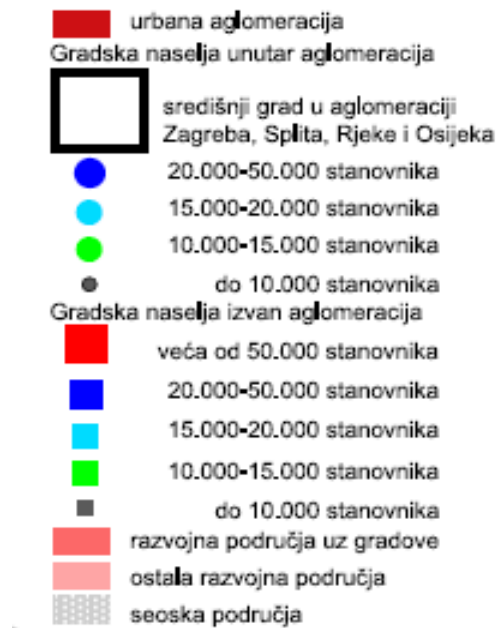 urbana aglomeracija
Gradska naselja unutar aglomeracija
središnji grad u aglomeraciji
Zagreba, Splita, Rjeke i Osijeka
20.000-50.000 stanovnika
15.000-20.000 stanovnika
10.000-15.000 stanovnika
do 10.000 stanovnika
Gradska naselja izvan aglomeracija
veća od 50.000 stanovnika
20.000-50.000 stanovnika
15.000-20.000 stanovnika
10.000-15.000 stanovnika
do 10.000 stanovnika
razvojna područja uz gradove
ostala razvojna područja
seoska područja